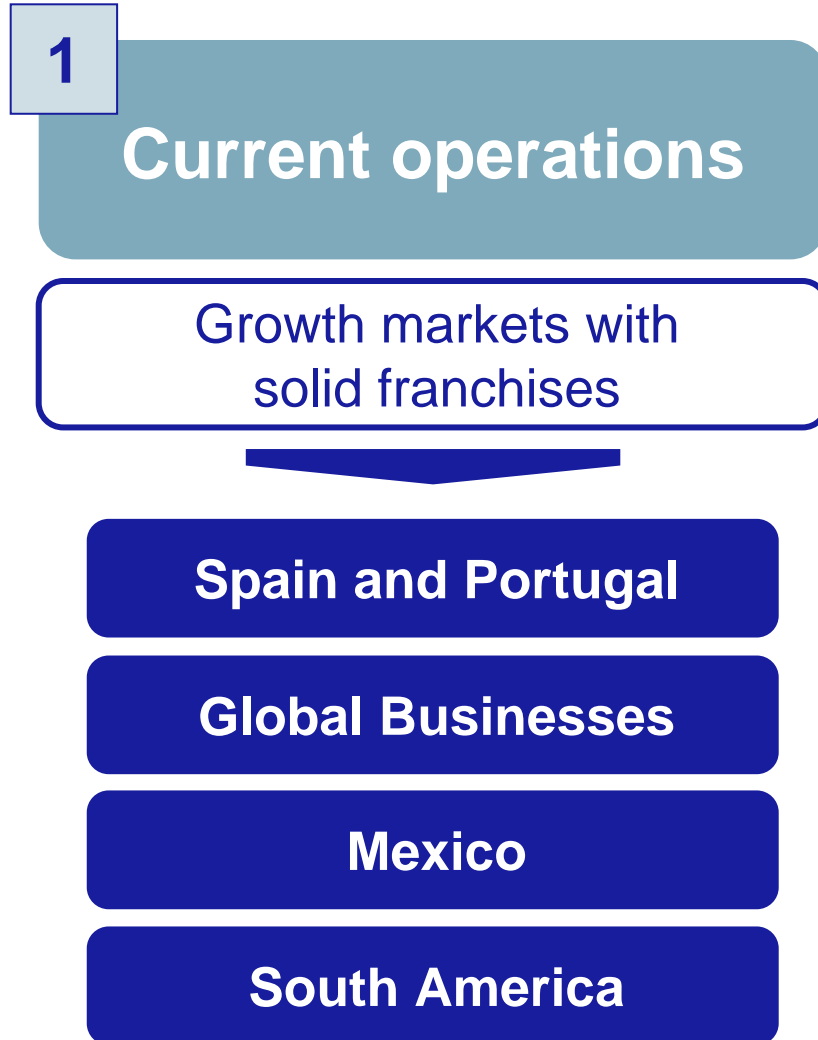 1
Current operations
Growth markets with
solid franchises
Spain and Portugal
Global Businesses
Mexico
South America